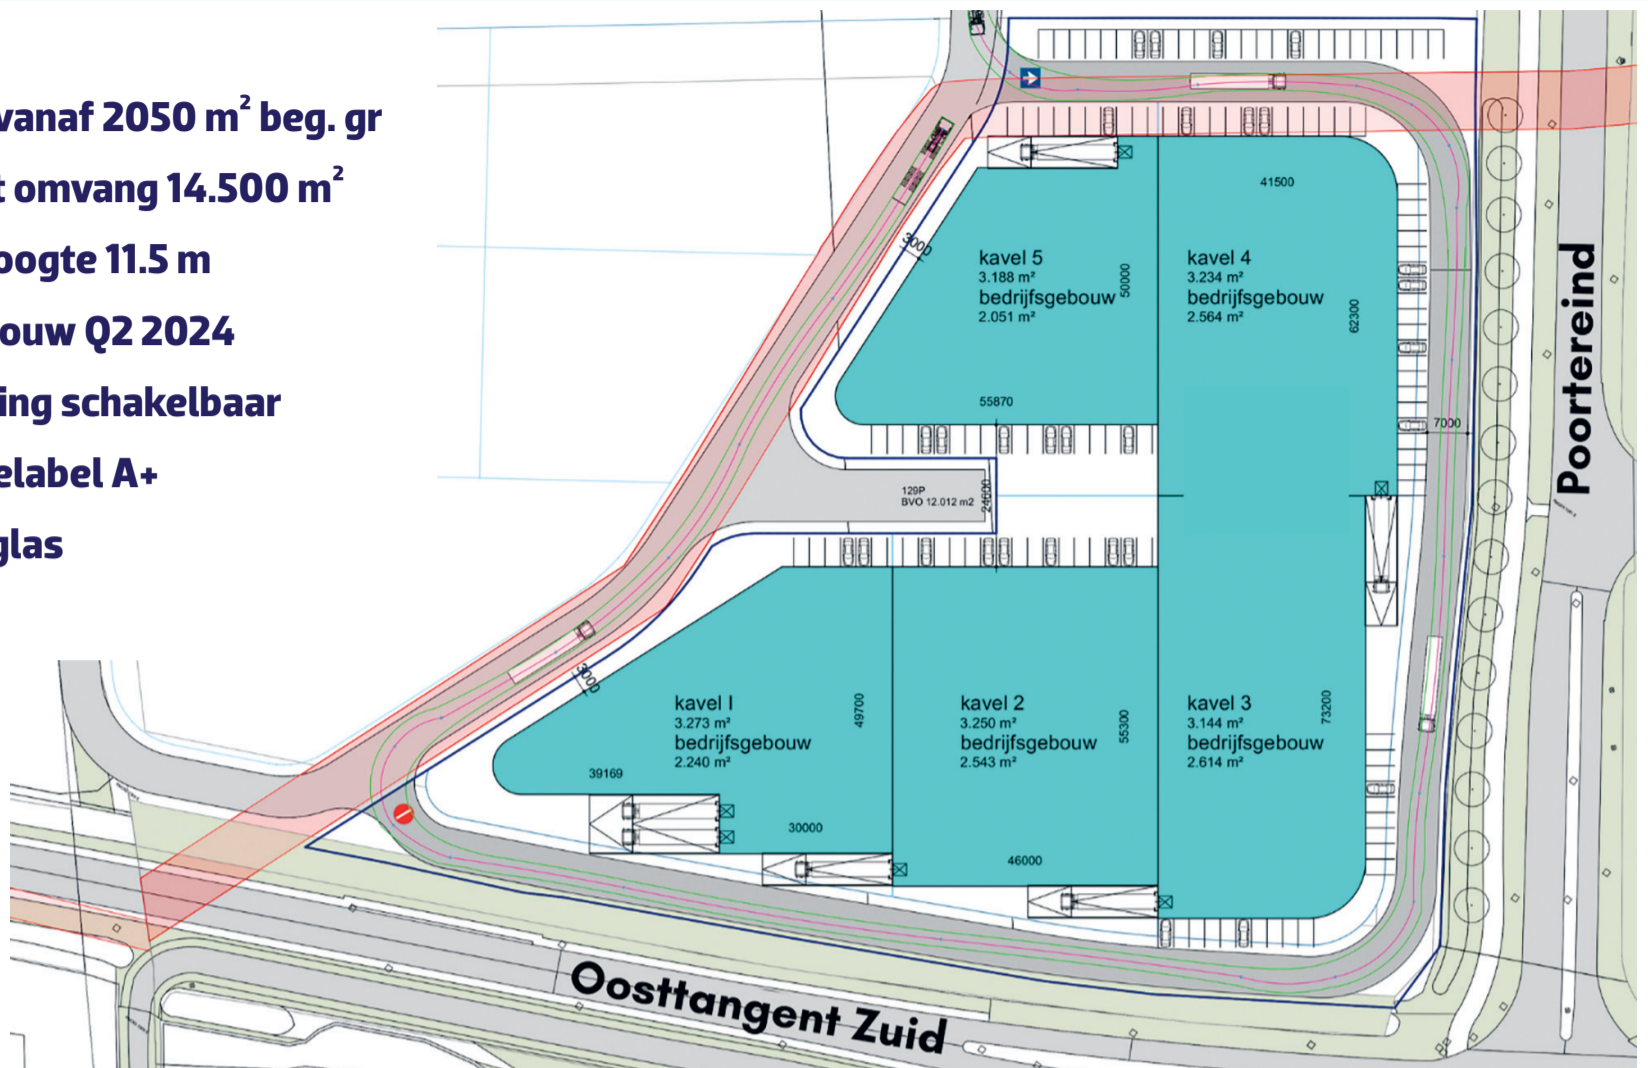 vanaf 2050 m² beg. gr
t omvang 14.500 m²
oogte 11.5 m
ouw Q2 2024
ing schakelbaar
elabel A+
glas
41500
kavel 5
3.188 m²
bedrijfsgebouw
2.051 m²
50000
kavel 4
3.234 m²
bedrijfsgebouw
2.564 m²
62300
3000
55870
7000
129P
BVO 12.012 m2
24600
3000
kavel I
3.273 m²
bedrijfsgebouw
2.240 m²
49700
39169
30000
kavel 2
3.250 m²
bedrijfsgebouw
2.543 m²
55300
46000
kavel 3
3.144 m²
bedrijfsgebouw
2.614 m²
73200
Poortereind
Oosttangent Zuid